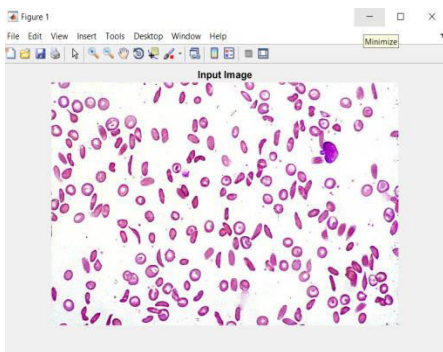 Figure 1
File Edit View Insert Tools Desktop Window Help
Minimize
Input Image